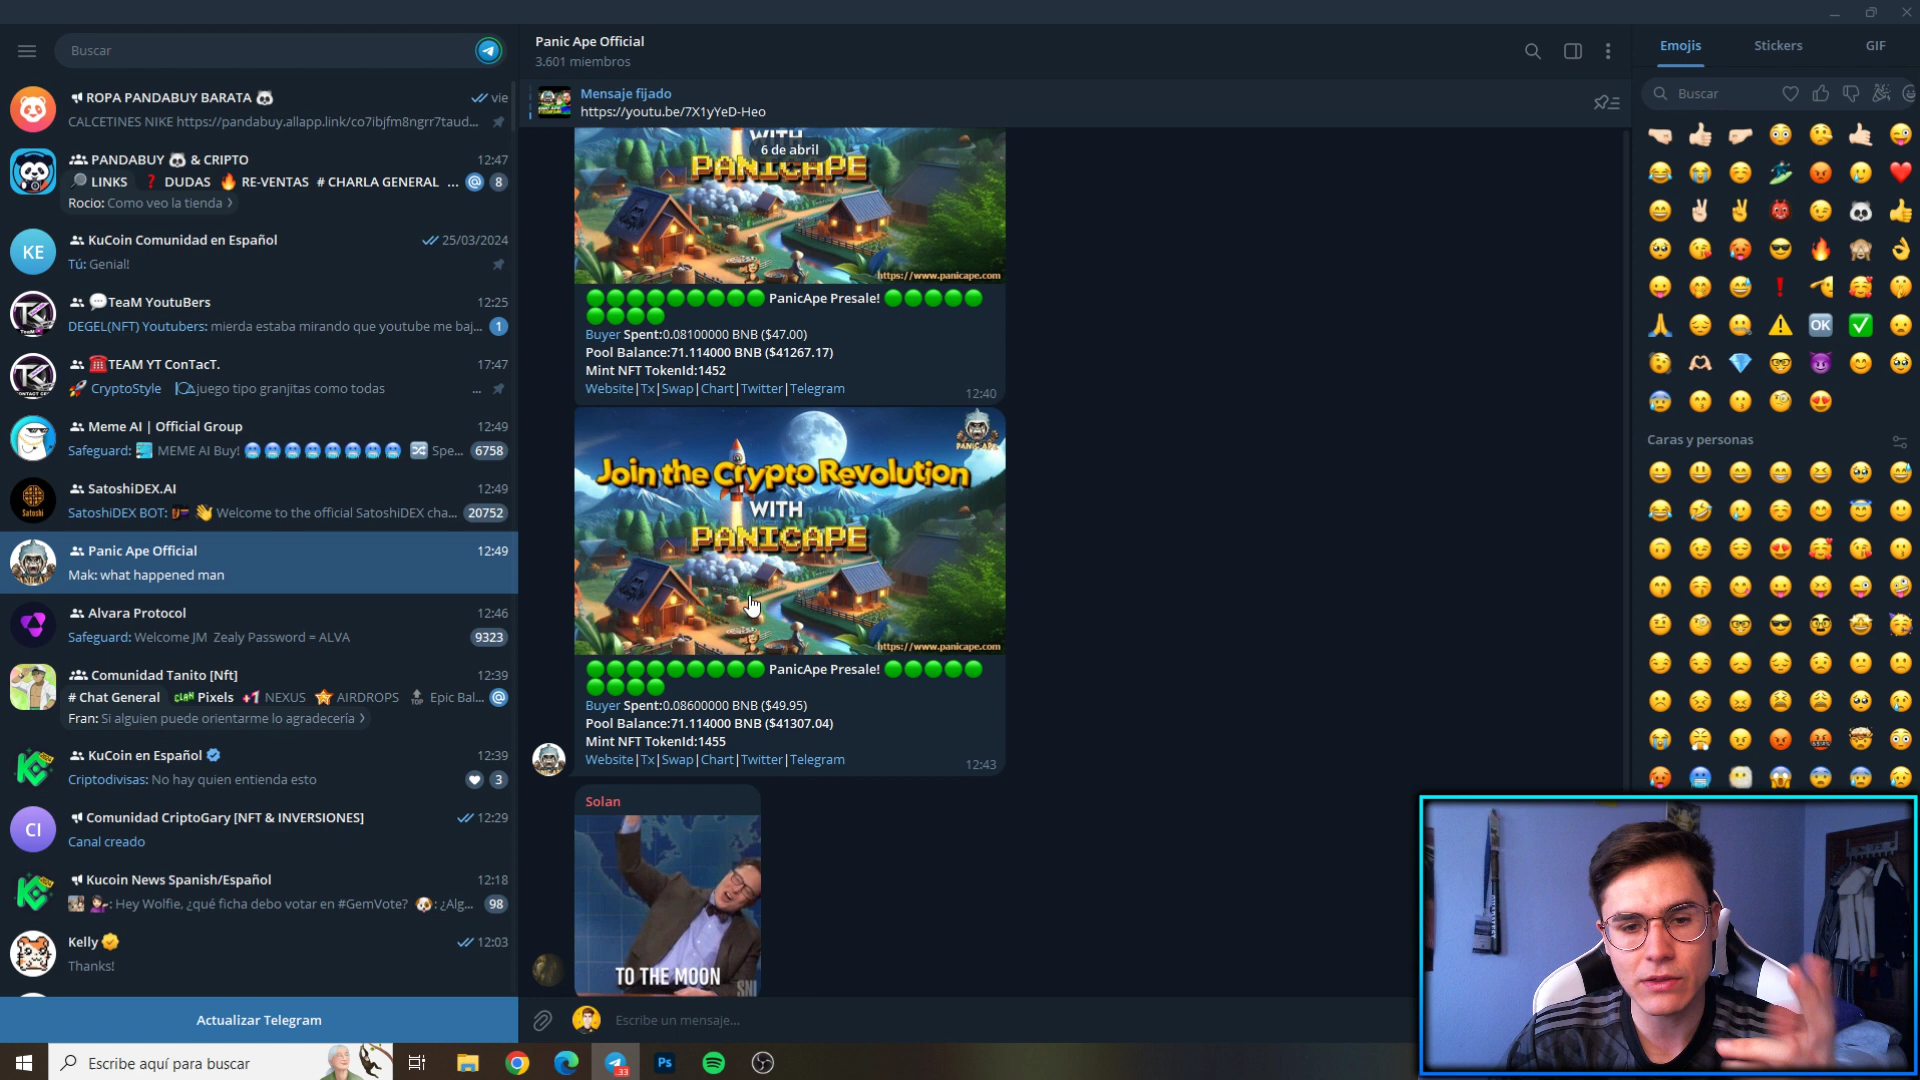 Buscar
ROPA PANDABUY BARATA
vie
CALCETINES NIKE https://pandabuy.allapp.link/co7ibjfm8ngrr7taud...
PANDABUY & CRIPTO
12:47
LINKS DUDAS RE-VENTAS # CHARLA GENERAL ...
@ 8
Rocio: Como veo la tienda
KE
KuCoin Comunidad en Español
25/03/2024
Tú: Genial!
TeaM YoutuBers
12:25
DEGEL(NFT) Youtubers: mierda estaba mirando que youtube me baj...
1
TEAM YT ConTacT.
17:47
CryptoStyle juego tipo granjitas como todas
...
Meme AI | Official Group
12:49
Safeguard: MEME AI Buy! Spe...
6758
SatoshiDEX.AI
12:49
Satoshi
SatoshiDEX BOT: Welcome to the official SatoshiDEX cha...
20752
Panic Ape Official
12:49
Mak: what happened man
Alvara Protocol
12:46
Safeguard: Welcome JM Zealy Password = ALVA
9323
Comunidad Tanito [Nft]
12:39
# Chat General Pixels +1 NEXUS AIRDROPS TOP Epic Bal...
@
Fran: Si alguien puede orientarme lo agradecería
KuCoin en Español
12:39
Criptodivisas: No hay quien entienda esto
3
CI
Comunidad CriptoGary [NFT & INVERSIONES]
12:29
Canal creado
Kucoin News Spanish/Español
12:18
: Hey Wolfie, ¿qué ficha debo votar en #GemVote? : ¿Alg...
98
Kelly
12:03
Thanks!
Actualizar Telegram
Panic Ape Official
3.601 miembros
Mensaje fijado
https://youtu.be/7X1yYeD-Heo
WITH
6 de abril
PANICAPE
https://www.panicape.com
PanicApe Presale!
Buyer Spent:0.08100000 BNB ($47.00)
Pool Balance:71.114000 BNB ($41267.17)
Mint NFT TokenId:1452
Website|Tx|Swap|Chart|Twitter|Telegram
12:40
PANICAPE
Join the Crypto Revolution
WITH
PANICAPE
https://www.panicape.com
PanicApe Presale!
Buyer Spent:0.08600000 BNB ($49.95)
Pool Balance:71.114000 BNB ($41307.04)
Mint NFT TokenId:1455
Website|Tx|Swap|Chart|Twitter|Telegram
12:43
Solan
TO THE MOON
Escribe un mensaje...
Emojis
Stickers
GIF
Buscar
OK
Caras y personas
Escribe aquí para buscar
33
Ps